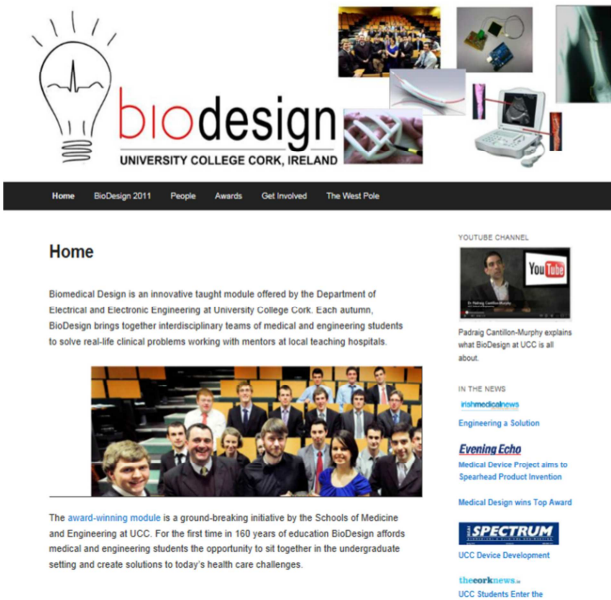 biodesign
UNIVERSITY COLLEGE CORK, IRELAND
Home BioDesign 2011 People Awards Get Involved The West Pole
Home
Biomedical Design is an innovative taught module offered by the Department of
Electrical and Electronic Engineering at University College Cork. Each autumn,
BioDesign brings together interdisciplinary teams of medical and engineering students
to solve real-life clinical problems working with mentors at local teaching hospitals.
The award-winning module is a ground-breaking initiative by the Schools of Medicine
and Engineering at UCC. For the first time in 160 years of education BioDesign affords
medical and engineering students the opportunity to sit together in the undergraduate
setting and create solutions to today's health care challenges.
YOUTUBE CHANNEL
YouTube
Padraig Cantillon-Murphy explains
what BioDesign at UCC is all
about.
IN THE NEWS
irishmedicalnews
Engineering a Solution
Evening Echo
Medical Device Project aims to
Spearhead Product Invention
Medical Design wins Top Award
SPECTRUM
UCC Device Development
thecorknews.ie
UCC Students Enter the